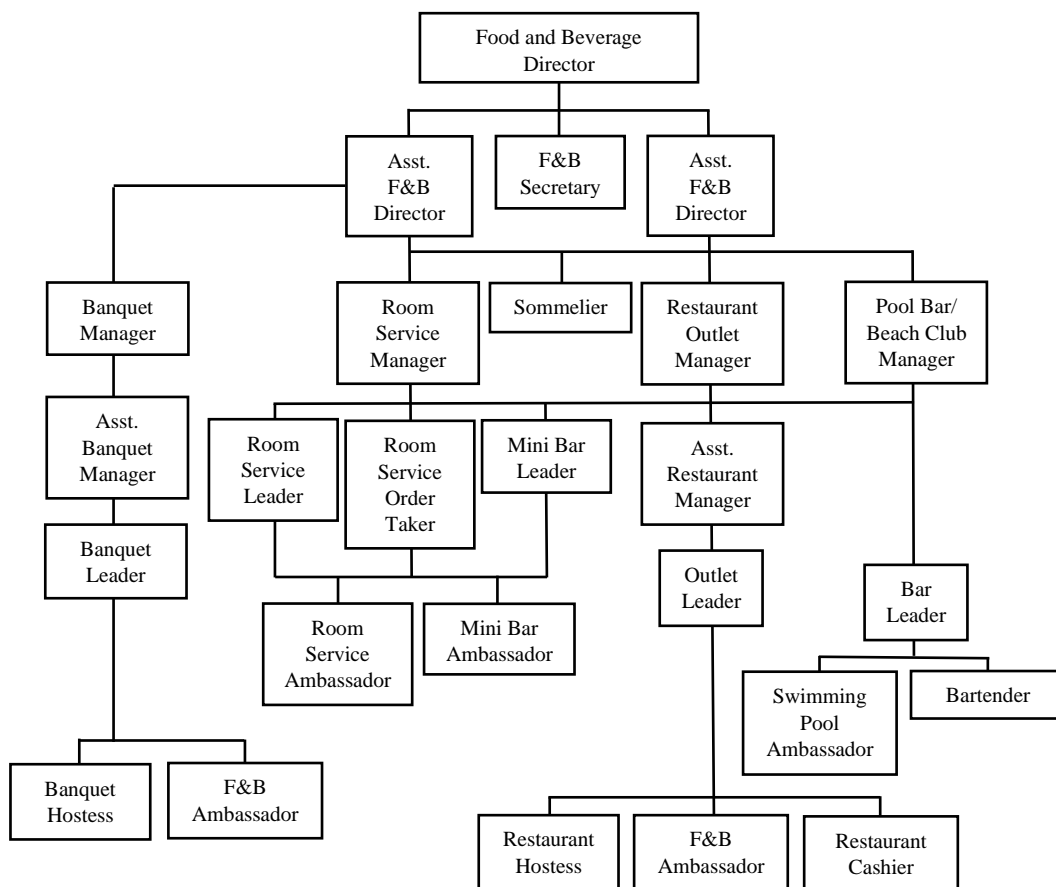 Food and Beverage
Director
Asst.
F&B
Director
F&B
Secretary
Asst.
F&B
Director
Banquet
Manager
Room
Service
Manager
Sommelier
Restaurant
Outlet
Manager
Pool Bar/
Beach Club
Manager
Asst.
Banquet
Manager
Room
Service
Leader
Room
Service
Order
Taker
Mini Bar
Leader
Asst.
Restaurant
Manager
Banquet
Leader
Outlet
Leader
Bar
Leader
Room
Service
Ambassador
Mini Bar
Ambassador
Swimming
Pool
Ambassador
Bartender
Banquet
Hostess
F&B
Ambassador
Restaurant
Hostess
F&B
Ambassador
Restaurant
Cashier